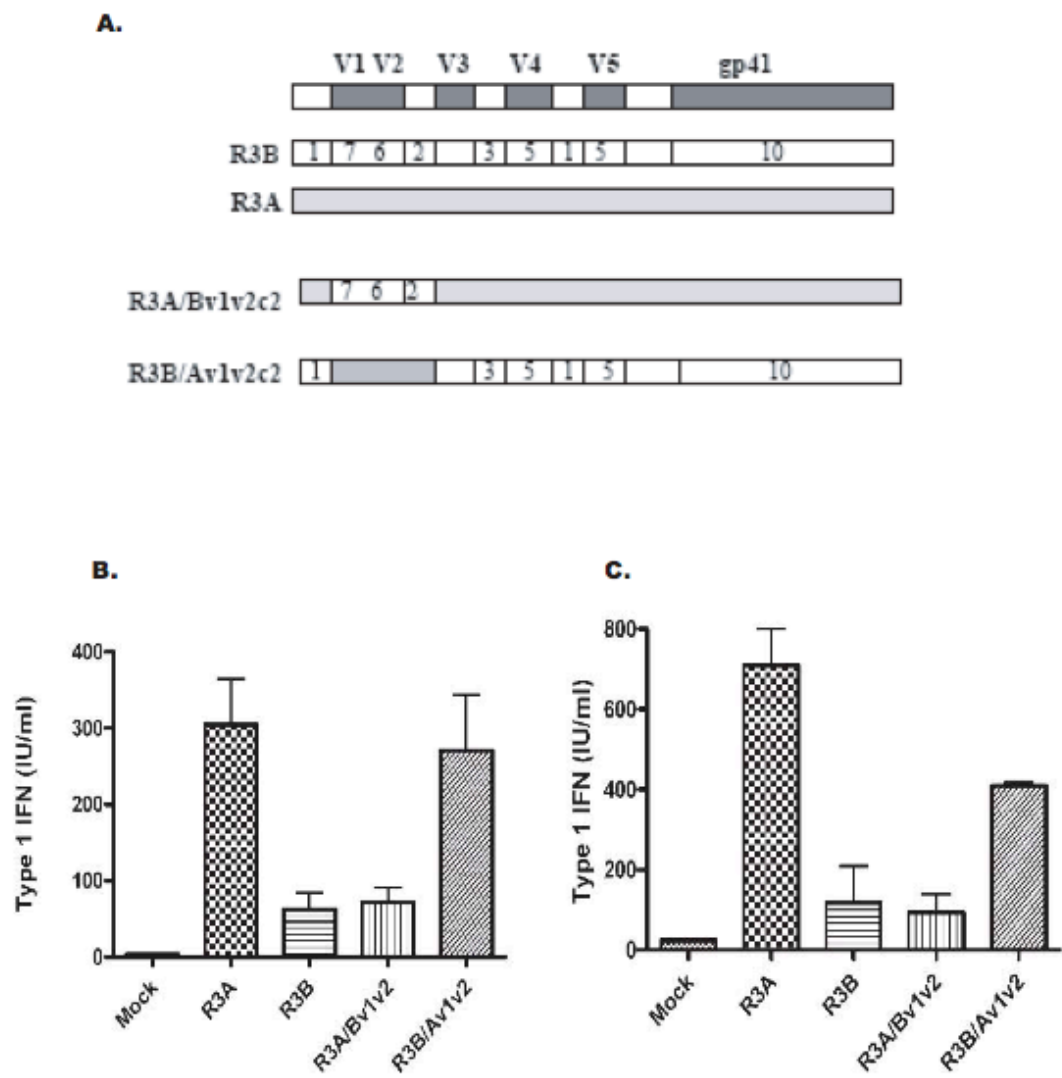 A.
V1 V2 V3 V4 V5 gp41
R3B 1 7 6 2 3 5 1 5 10
R3A
R3A/Bv1v2c2 7 6 2
R3B/Av1v2c2 1 3 5 1 5 10
B.
Type 1 IFN (IU/ml)
400
300
200
100
0
Mock R3A R3B R3A/Bv1v2 R3B/Av1v2
C.
Type 1 IFN (IU/ml)
800
600
400
200
0
Mock R3A R3B R3A/Bv1v2 R3B/Av1v2